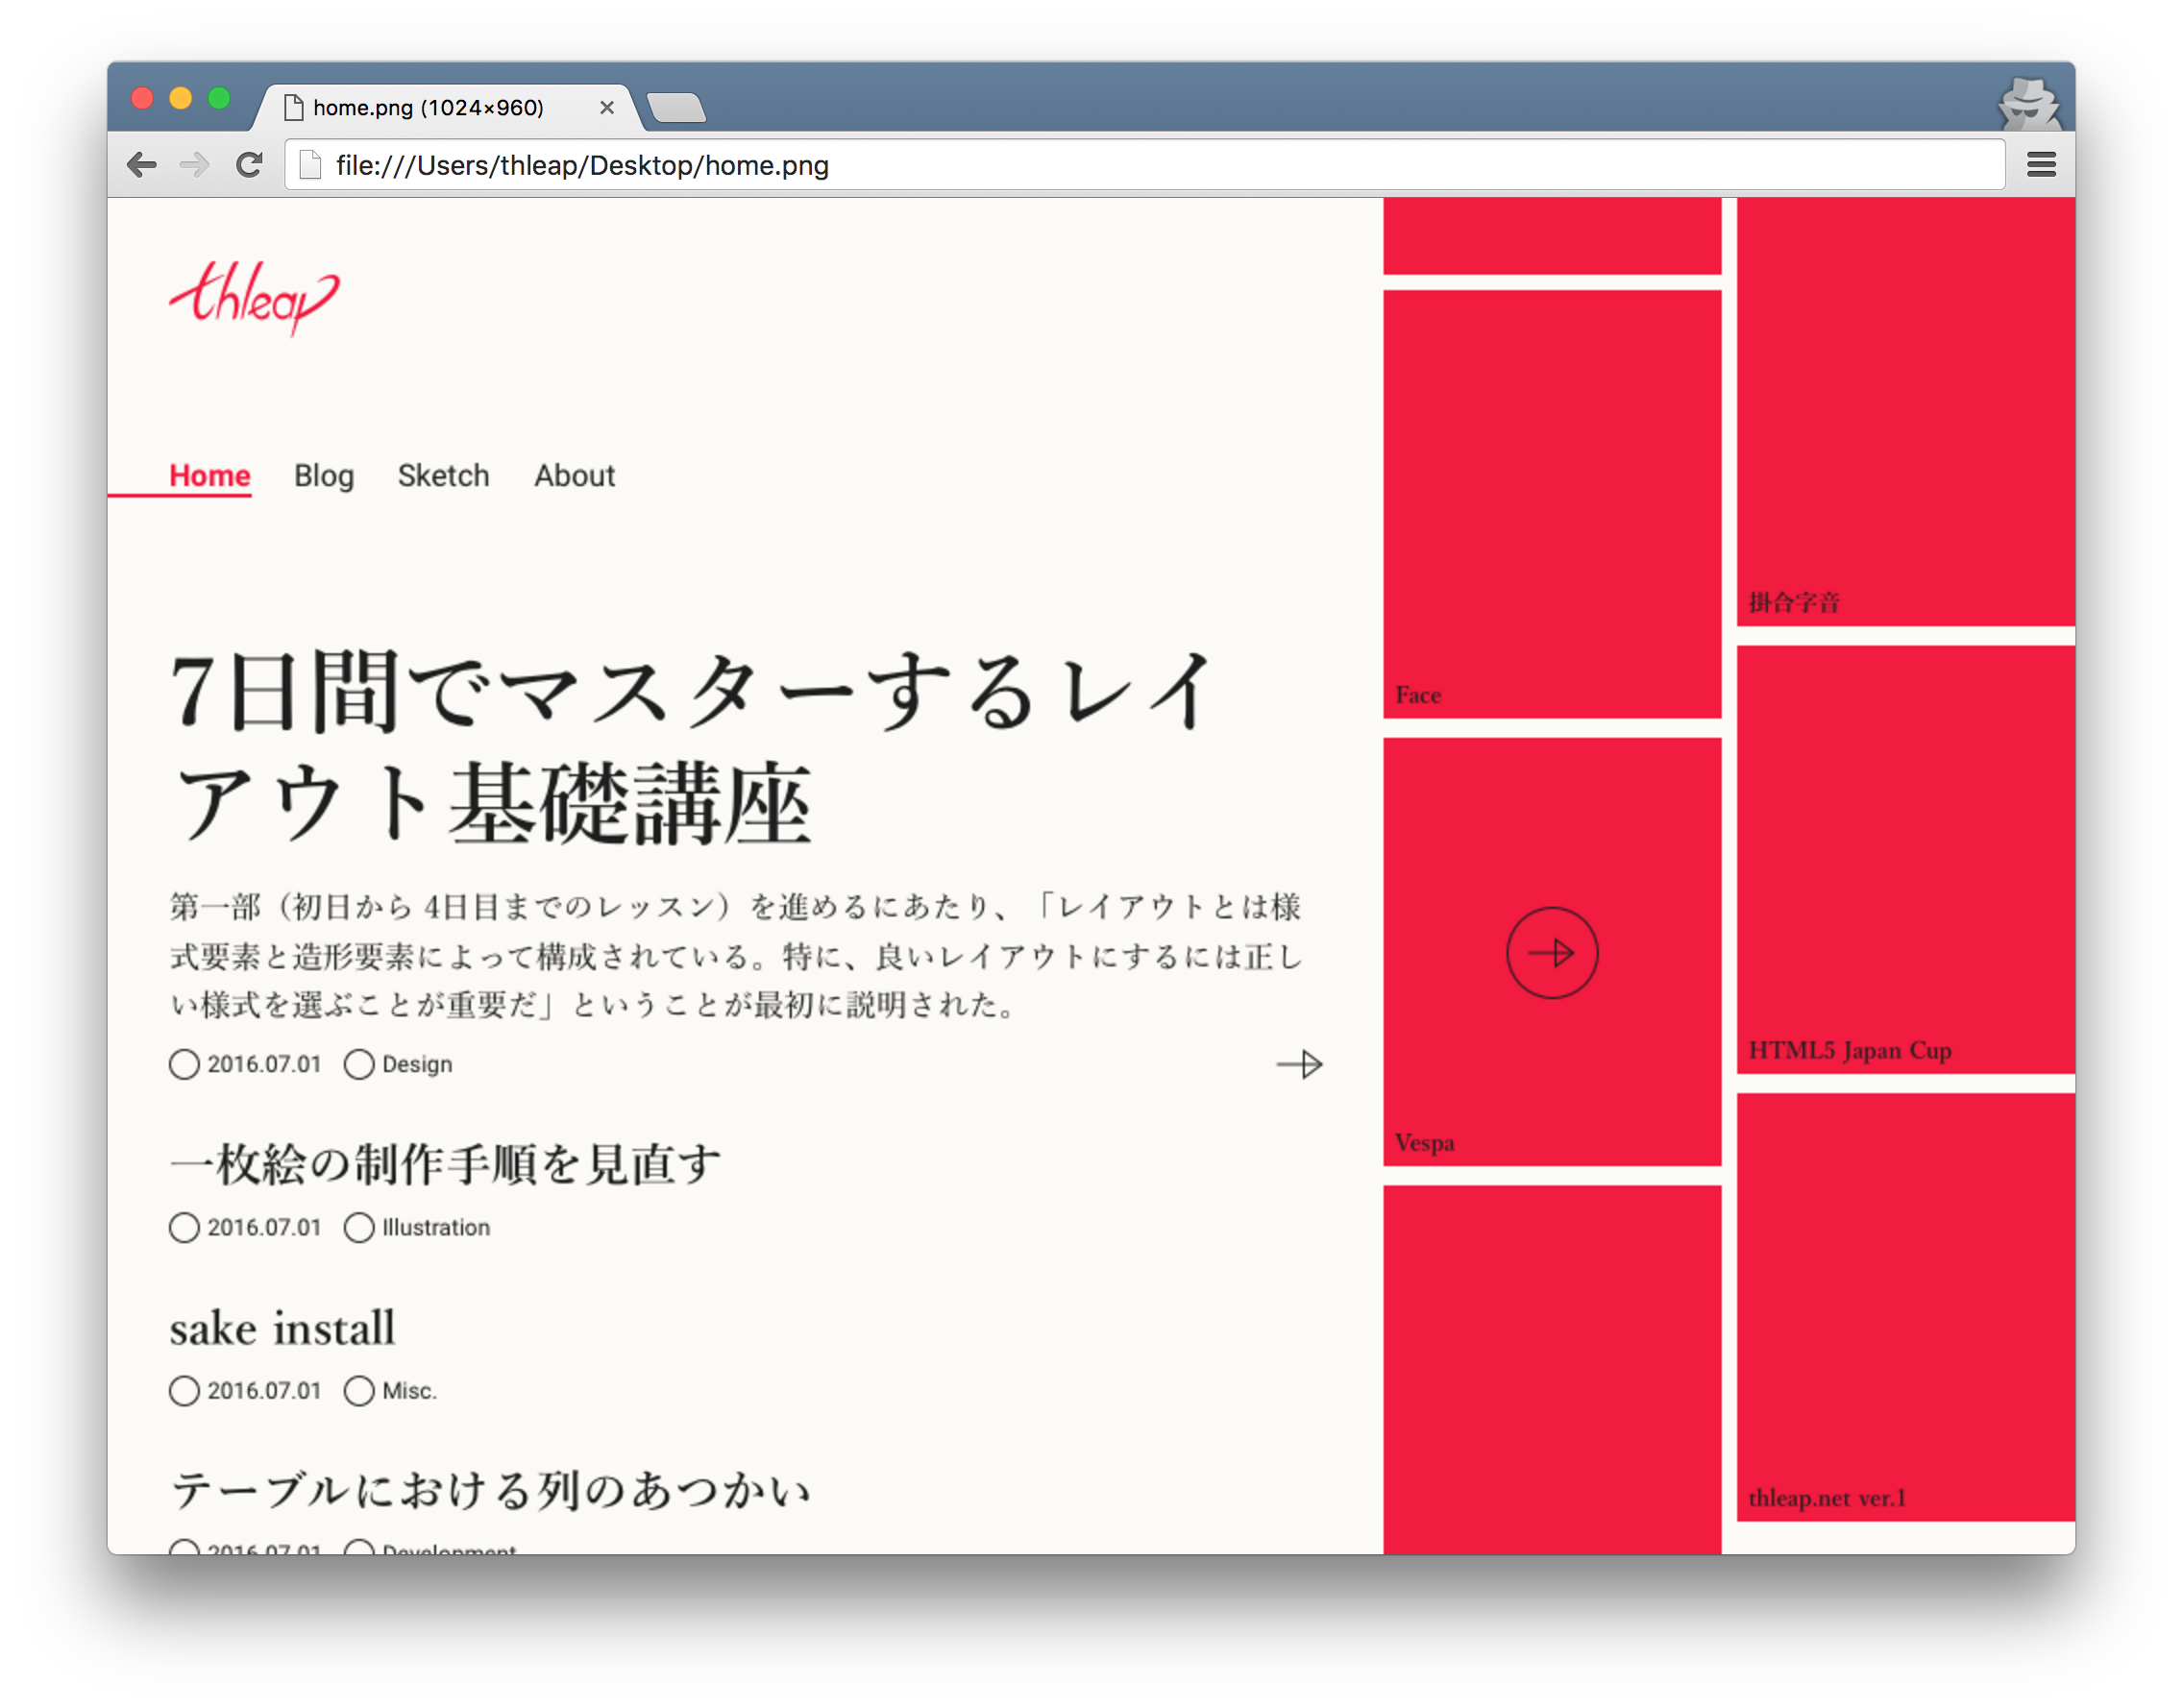 home.png (1024×960)
file:///Users/thleap/Desktop/home.png
thleap
Home Blog Sketch About
7日間でマスターするレイ
アウト基礎講座
第一部（初日から 4日目までのレッスン）を進めるにあたり、「レイアウトとは様
式要素と造形要素によって構成されている。特に、良いレイアウトにするには正し
い様式を選ぶことが重要だ」ということが最初に説明された。
2016.07.01 Design
一枚絵の制作手順を見直す
2016.07.01 Illustration
sake install
2016.07.01 Misc.
テーブルにおける列のあつかい
2016.07.01 Development
Face
Vespa
掛合字音
HTML5 Japan Cup
thleap.net ver.1